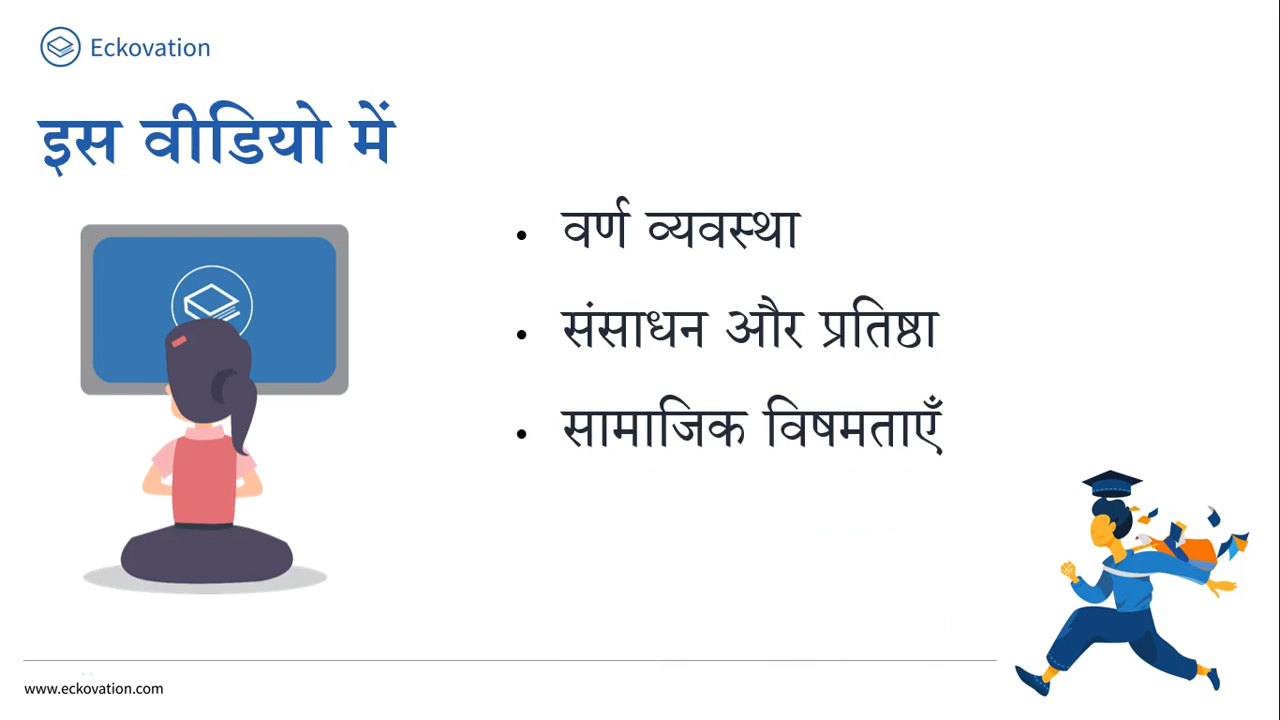 Eckovation
इस वीडियो में
• वर्ण व्यवस्था
• संसाधन और प्रतिष्ठा
• सामाजिक विषमताएँ
www.eckovation.com